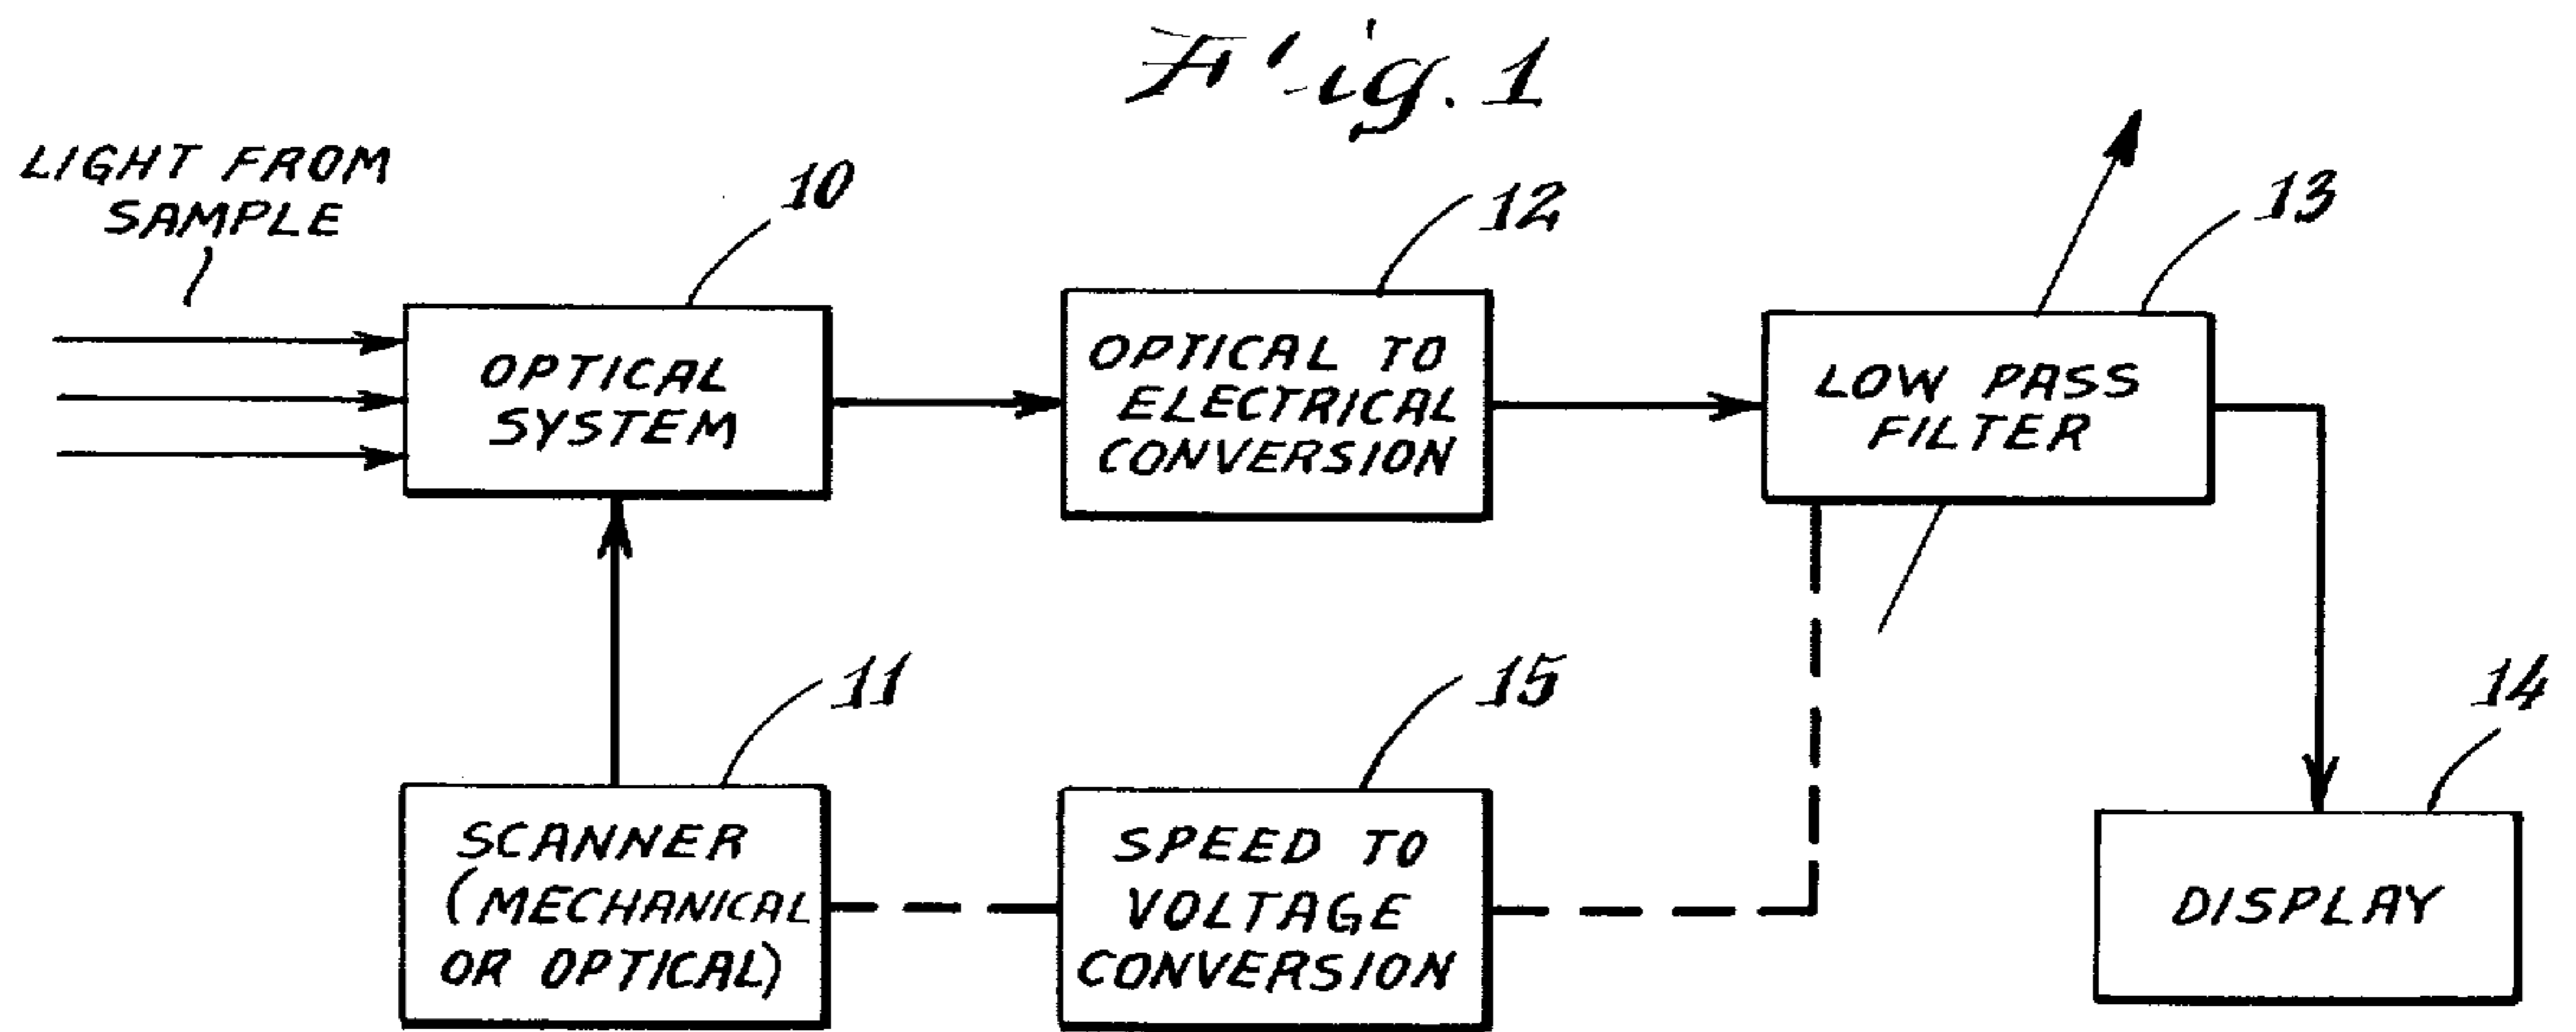 Fig. 1
LIGHT FROM
SAMPLE
10
OPTICAL
SYSTEM
12
OPTICAL TO
ELECTRICAL
CONVERSION
13
LOW PASS
FILTER
11
SCANNER
(MECHANICAL
OR OPTICAL)
15
SPEED TO
VOLTAGE
CONVERSION
14
DISPLAY